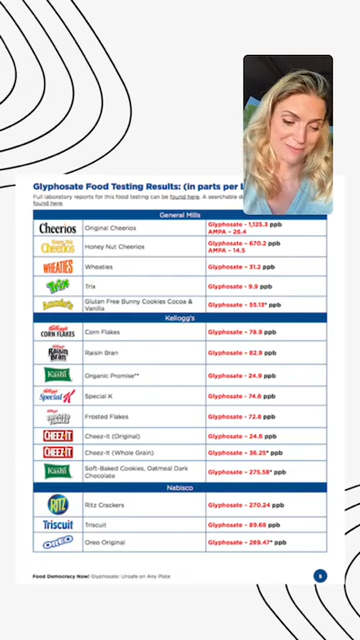 Glyphosate Food Testing Results: (in parts per b
Full laboratory reports for this food testing can be found here. A searchable d
found here.
General Mills
Cheerios Original Cheerios Glyphosate - 1,125.3 ppb
AMPA - 26.4
Honey Nut Cheerios Honey Nut Cheerios Glyphosate - 670.2 ppb
AMPA - 14.5
WHEATIES Wheaties Glyphosate - 31.2 ppb
Trix Trix Glyphosate - 9.9 ppb
Annie's Gluten Free Bunny Cookies Cocoa & Glyphosate - 55.13* ppb
Vanilla
Kellogg's
Kellogg's CORN FLAKES Corn Flakes Glyphosate - 78.9 ppb
Kellogg's Raisin Bran Raisin Bran Glyphosate - 82.9 ppb
Kashi Organic Promise** Glyphosate - 24.9 ppb
Kellogg's Special K Special K Glyphosate - 74.6 ppb
Kellogg's FROSTED FLAKES Frosted Flakes Glyphosate - 72.8 ppb
CHEEZ-IT Cheez-It (Original) Glyphosate - 24.6 ppb
CHEEZ-IT Cheez-It (Whole Grain) Glyphosate - 36.25* ppb
Kashi Soft-Baked Cookies, Oatmeal Dark Glyphosate - 275.58* ppb
Chocolate
Nabisco
RITZ Ritz Crackers Glyphosate - 270.24 ppb
Triscuit Triscuit Glyphosate - 89.68 ppb
OREO Oreo Original Glyphosate - 289.47* ppb
Food Democracy Now! Glyphosate: Unsafe on Any Plate